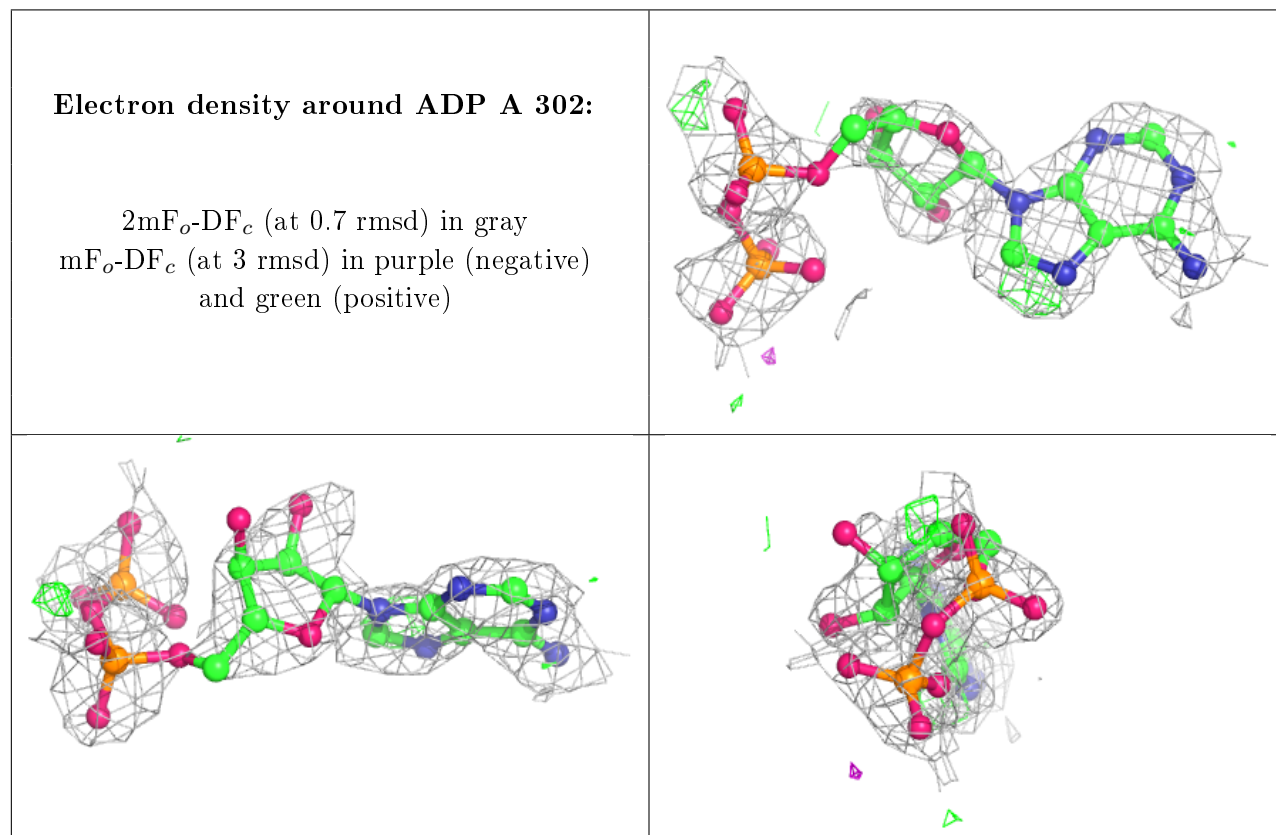 Electron density around ADP A 302:
2mFₒ-DF𝒸 (at 0.7 rmsd) in gray
mFₒ-DF𝒸 (at 3 rmsd) in purple (negative)
and green (positive)